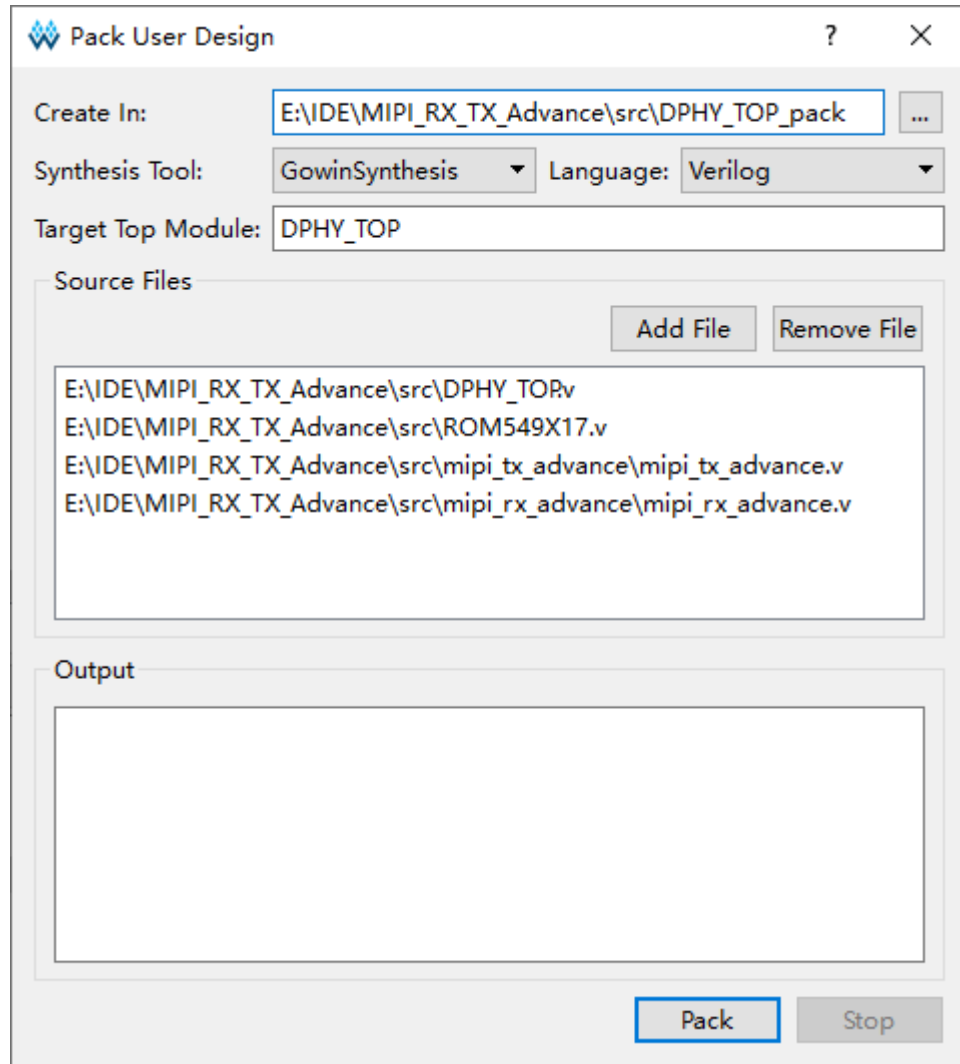 Pack User Design ?
Create In: E:\IDE\MIPI_RX_TX_Advance\src\DPHY_TOP_pack ...
Synthesis Tool: GowinSynthesis Language: Verilog
Target Top Module: DPHY_TOP
Source Files
Add File Remove File
E:\IDE\MIPI_RX_TX_Advance\src\DPHY_TOP.v
E:\IDE\MIPI_RX_TX_Advance\src\ROM549X17.v
E:\IDE\MIPI_RX_TX_Advance\src\mipi_tx_advance\mipi_tx_advance.v
E:\IDE\MIPI_RX_TX_Advance\src\mipi_rx_advance\mipi_rx_advance.v
Output
Pack Stop